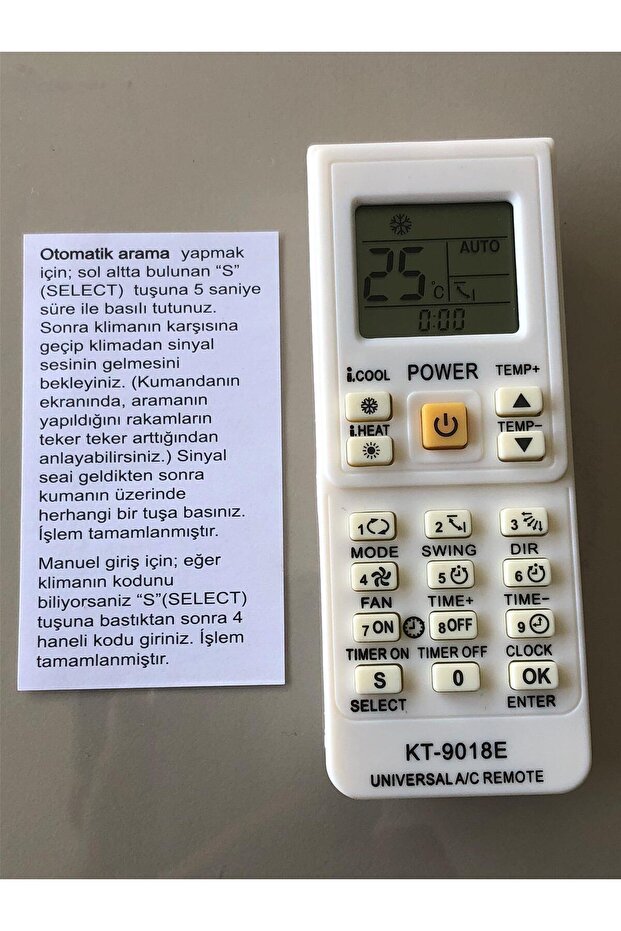 Otomatik arama yapmak
için; sol altta bulunan “S”
(SELECT) tuşuna 5 saniye
süre ile basılı tutunuz.
Sonra klimanın karşısına
geçip klimadan sinyal
sesinin gelmesini
bekleyiniz. (Kumandanın
ekranında, aramanın
yapıldığını rakamların
teker teker arttığından
anlayabilirsiniz.) Sinyal
seai geldikten sonra
kumanın üzerinde
herhangi bir tuşa basınız.
İşlem tamamlanmıştır.
Manuel giriş için; eğer
klimanın kodunu
biliyorsaniz “S”(SELECT)
tuşuna bastıktan sonra 4
haneli kodu giriniz. İşlem
tamamlanmiştır.
AUTO
25°C
0:00
i.COOL POWER TEMP+
i.HEAT TEMP-
1 2 3
MODE SWING DIR
4 5 6
FAN TIME+ TIME-
7 ON 8 OFF 9
TIMER ON TIMER OFF CLOCK
S 0 OK
SELECT ENTER
KT-9018E
UNIVERSAL A/C REMOTE